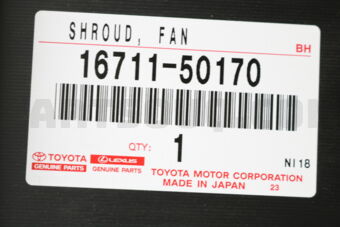 SHROUD, FAN
BH
16711-50170
QTY: 1
NI18
TOYOTA
GENUINE PARTS
LEXUS
GENUINE PARTS
TOYOTA MOTOR CORPORATION
MADE IN JAPAN 23